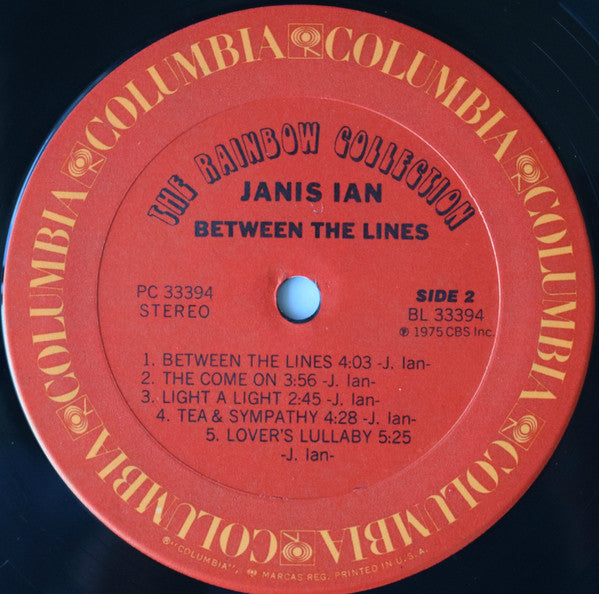 COLUMBIA COLUMBIA COLUMBIA COLUMBIA COLUMBIA COLUMBIA
THE RAINBOW COLLECTION
JANIS IAN
BETWEEN THE LINES
PC 33394
STEREO
SIDE 2
BL 33394
℗ 1975 CBS Inc.
1. BETWEEN THE LINES 4:03 -J. Ian-
2. THE COME ON 3:56 -J. Ian-
3. LIGHT A LIGHT 2:45 -J. Ian-
4. TEA & SYMPATHY 4:28 -J. Ian-
5. LOVER'S LULLABY 5:25
-J. Ian-
®"COLUMBIA", MARCAS REG. PRINTED IN U.S.A.